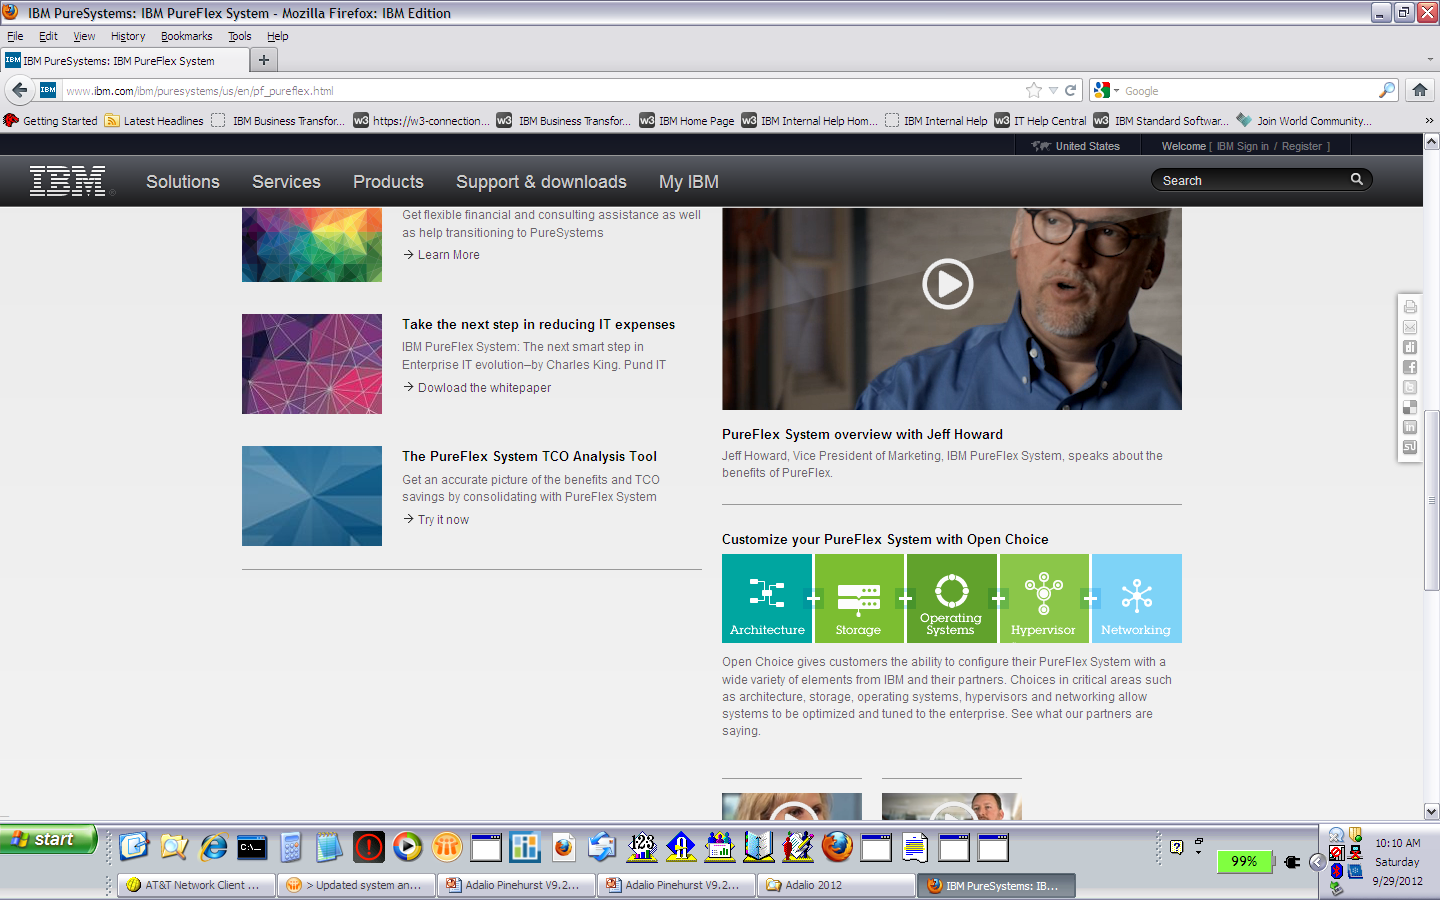 IBM PureSystems: IBM PureFlex System - Mozilla Firefox: IBM Edition
File Edit View History Bookmarks Tools Help
IBM IBM PureSystems: IBM PureFlex System
IBM www.ibm.com/ibm/puresystems/us/en/pf_pureflex.html Google
Getting Started Latest Headlines IBM Business Transfor... w3 https://w3-connection... w3 IBM Business Transfor... w3 IBM Home Page w3 IBM Internal Help Hom... IBM Internal Help w3 IT Help Central w3 IBM Standard Softwar... Join World Community... »
United States Welcome [ IBM Sign in / Register ]
IBM Solutions Services Products Support & downloads My IBM Search
Get flexible financial and consulting assistance as well
as help transitioning to PureSystems
Learn More
Take the next step in reducing IT expenses
IBM PureFlex System: The next smart step in
Enterprise IT evolution–by Charles King. Pund IT
Dowload the whitepaper
The PureFlex System TCO Analysis Tool
Get an accurate picture of the benefits and TCO
savings by consolidating with PureFlex System
Try it now
PureFlex System overview with Jeff Howard
Jeff Howard, Vice President of Marketing, IBM PureFlex System, speaks about the
benefits of PureFlex.
Customize your PureFlex System with Open Choice
Architecture + Storage + Operating Systems + Hypervisor + Networking
Open Choice gives customers the ability to configure their PureFlex System with a
wide variety of elements from IBM and their partners. Choices in critical areas such
as architecture, storage, operating systems, hypervisors and networking allow
systems to be optimized and tuned to the enterprise. See what our partners are
saying.
start
C:\_
123
99%
10:10 AM
Saturday
9/29/2012
AT&T Network Client ... > Updated system an... Adalio Pinehurst V9.2... Adalio Pinehurst V9.2... Adalio 2012 IBM PureSystems: IB...